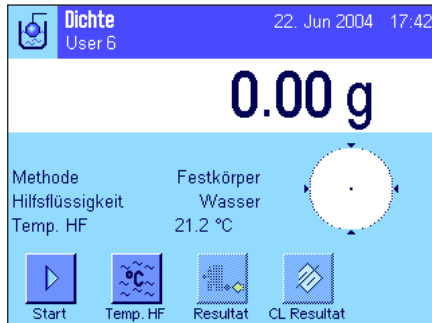 Dichte 22. Jun 2004 17:42
User 6
0.00 g
Methode Festkörper
Hilfsflüssigkeit Wasser
Temp. HF 21.2 °C
°C
Start Temp. HF Resultat CL Resultat